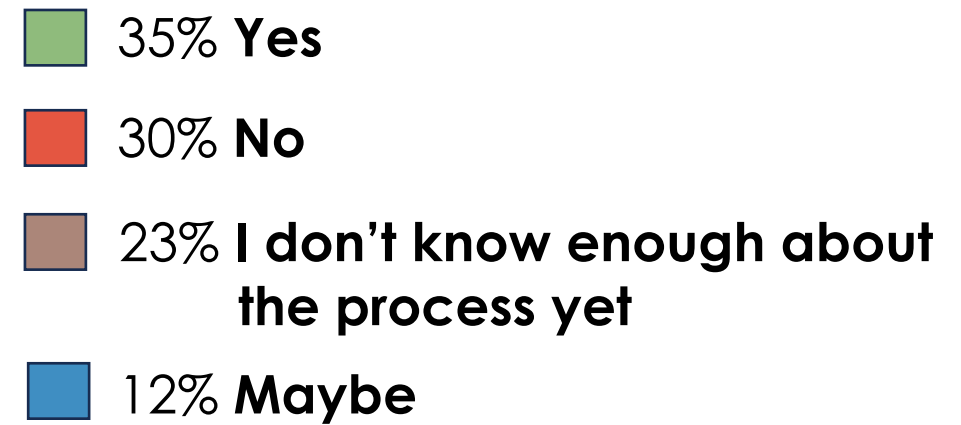 35% Yes
30% No
23% I don't know enough about
the process yet
12% Maybe